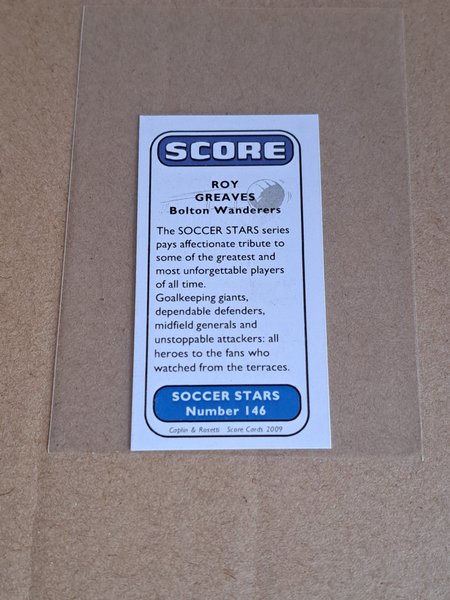 SCORE
ROY
GREAVES
Bolton Wanderers
The SOCCER STARS series
pays affectionate tribute to
some of the greatest and
most unforgettable players
of all time.
Goalkeeping giants,
dependable defenders,
midfield generals and
unstoppable attackers: all
heroes to the fans who
watched from the terraces.
SOCCER STARS
Number 146
Caplin & Rosetti Score Cards 2009